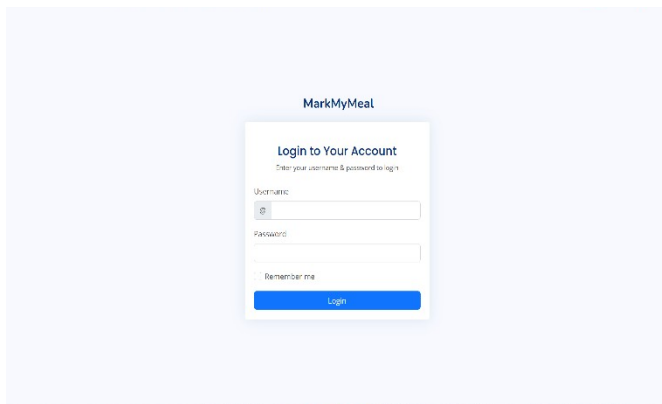 MarkMyMeal
Login to Your Account
Enter your username & password to login
Username
@
Password
Remember me
Login